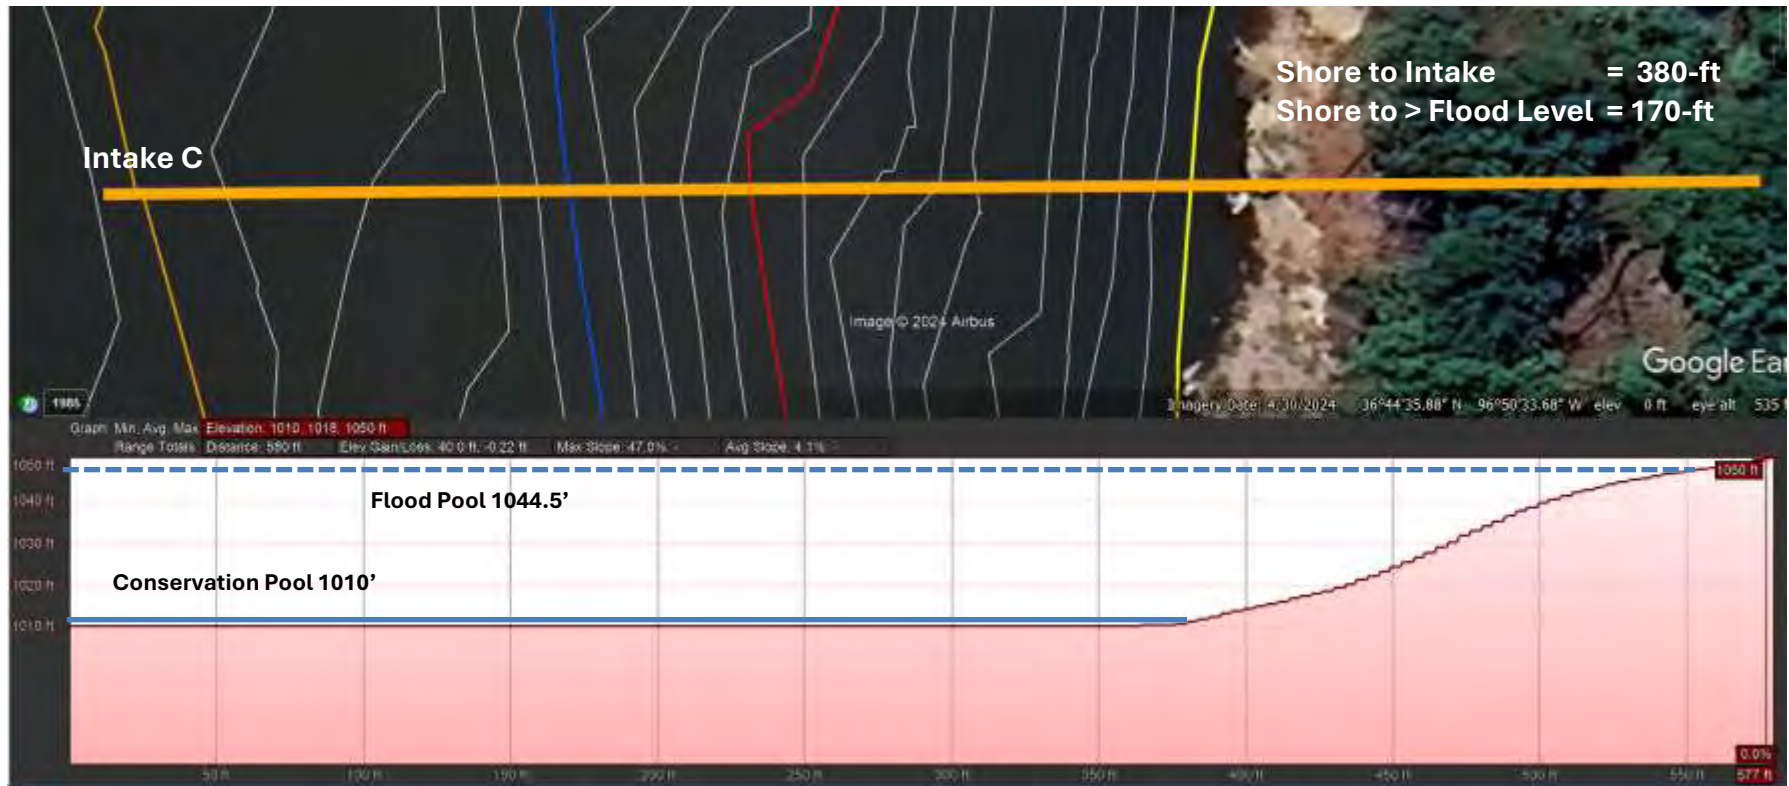 Shore to Intake = 380-ft
Shore to > Flood Level = 170-ft
Intake C
Image © 2024 Airbus
Google Ear
1985
Imagery Date: 4/30/2024 36°44'35.88" N 96°50'33.68" W elev 0 ft eye alt 535
Graph: Min, Avg, Max Elevation: 1010, 1018, 1050 ft
Range Totals: Distance: 580 ft Elev Gain/Loss: 40.0 ft, -0.22 ft Max Slope: 47.0% Avg Slope: 4.1%
1050 ft
1050 ft
Flood Pool 1044.5’
1040 ft
1030 ft
Conservation Pool 1010’
1020 ft
1010 ft
0.0%
50 ft 100 ft 150 ft 200 ft 250 ft 300 ft 350 ft 400 ft 450 ft 500 ft 550 ft 577 ft